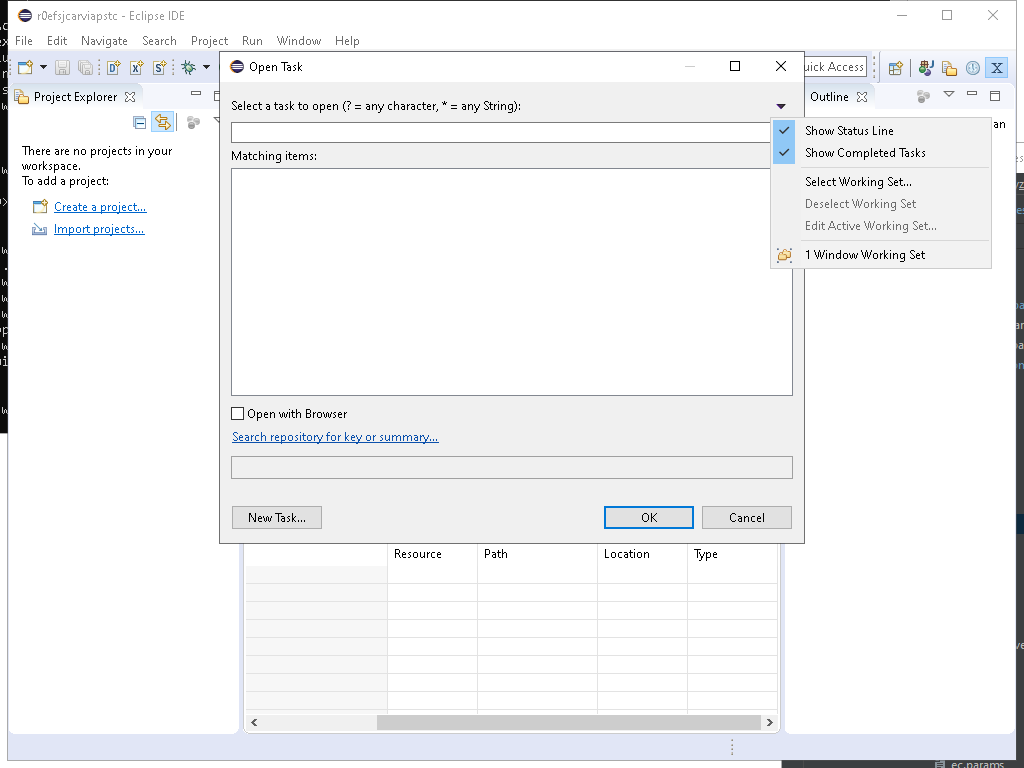 r0efsjcarviapstc - Eclipse IDE
File Edit Navigate Search Project Run Window Help
Quick Access
Project Explorer
There are no projects in your
workspace.
To add a project:
Create a project...
Import projects...
Open Task
Select a task to open (? = any character, * = any String):
Matching items:
Open with Browser
Search repository for key or summary...
New Task...
OK
Cancel
Outline
Show Status Line
Show Completed Tasks
Select Working Set...
Deselect Working Set
Edit Active Working Set...
1 Window Working Set
Resource Path Location Type
ec.params